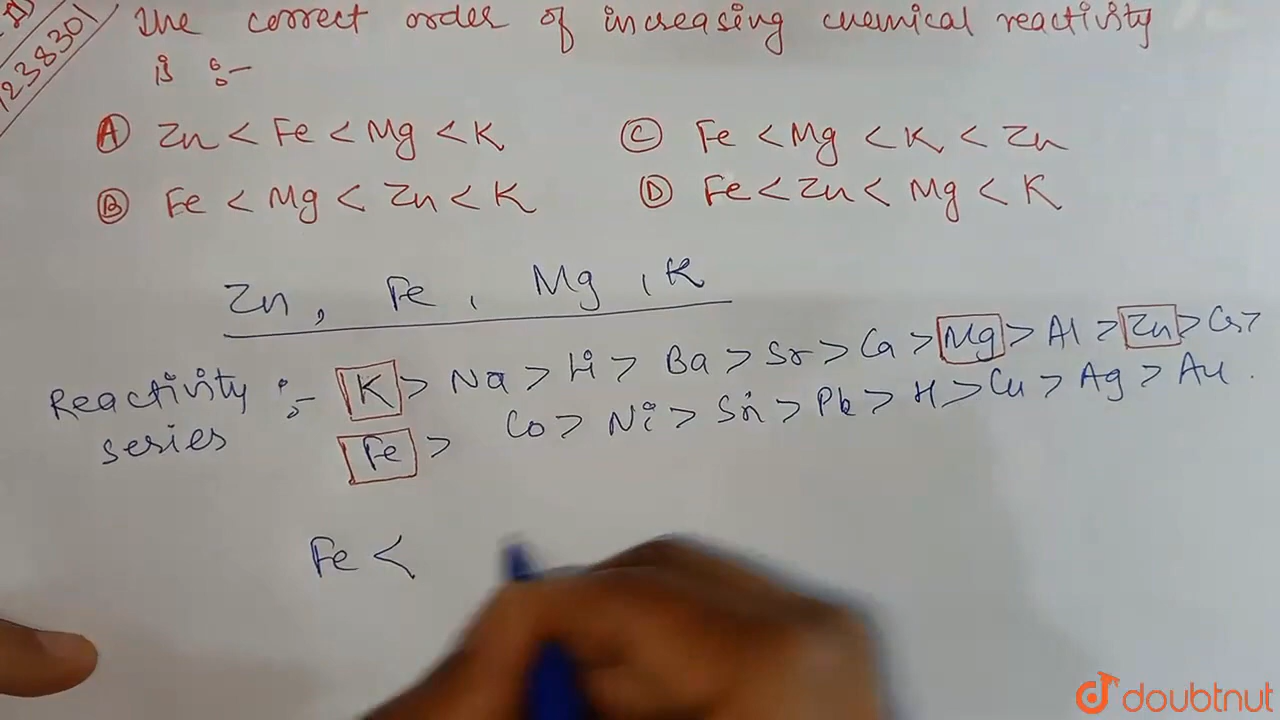 1238301
The correct order of increasing chemical reactivity
is :-
(A) Zn < Fe < Mg < K
(C) Fe < Mg < K < Zn
(B) Fe < Mg < Zn < K
(D) Fe < Zn < Mg < K
Zn, Fe, Mg, K
Reactivity series :- K > Na > Li > Ba > Sr > Ca > Mg > Al > Zn > Cr >
Fe > Co > Ni > Sn > Pb > H > Cu > Ag > Au.
Fe <
doubtnut